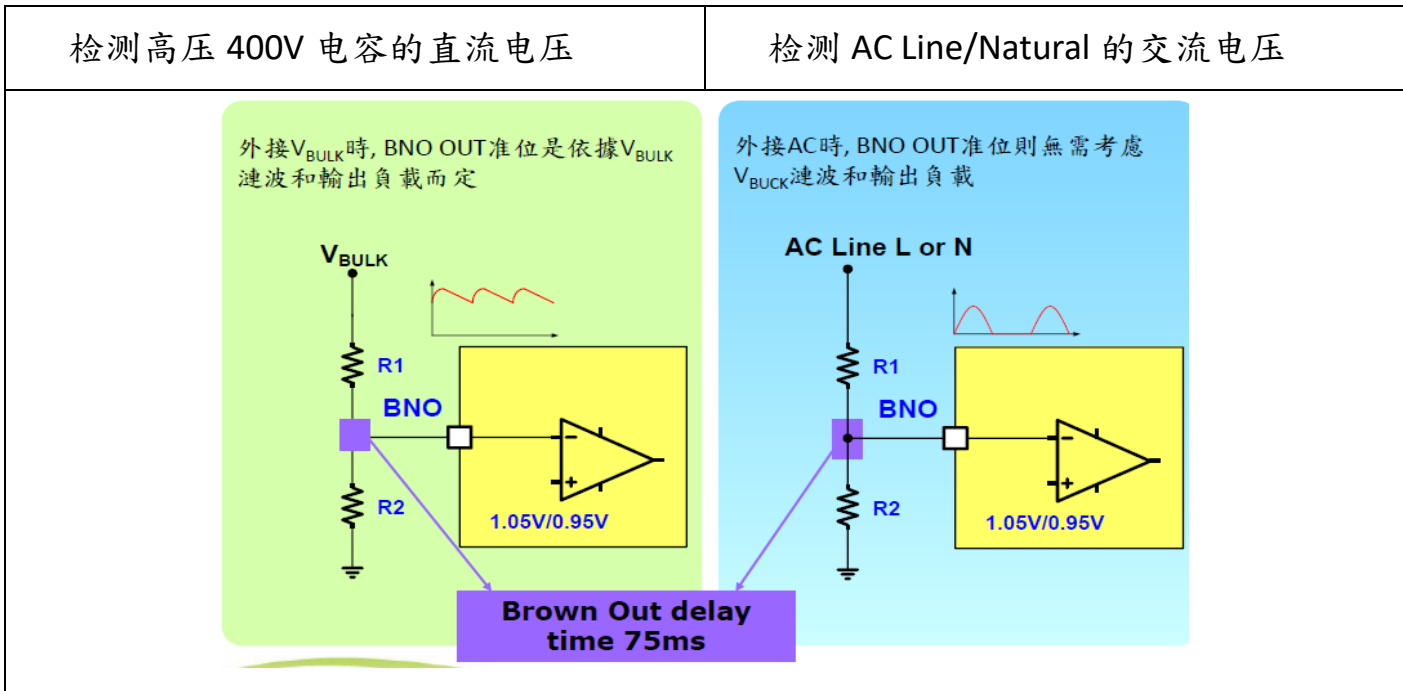 检测高压 400V 电容的直流电压
检测 AC Line/Natural 的交流电压
外接VBULK時, BNO OUT准位是依據VBULK
漣波和輸出負載而定
VBULK
R1
BNO
R2
1.05V/0.95V
外接AC時, BNO OUT准位則無需考慮
VBUCK漣波和輸出負載
AC Line L or N
R1
BNO
R2
1.05V/0.95V
Brown Out delay
time 75ms